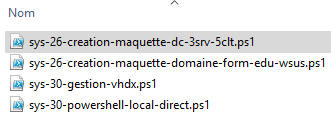 Nom
sys-26-creation-maquette-dc-3srv-5clt.ps1
sys-26-creation-maquette-domaine-form-edu-wsus.ps1
sys-30-gestion-vhdx.ps1
sys-30-powershell-local-direct.ps1